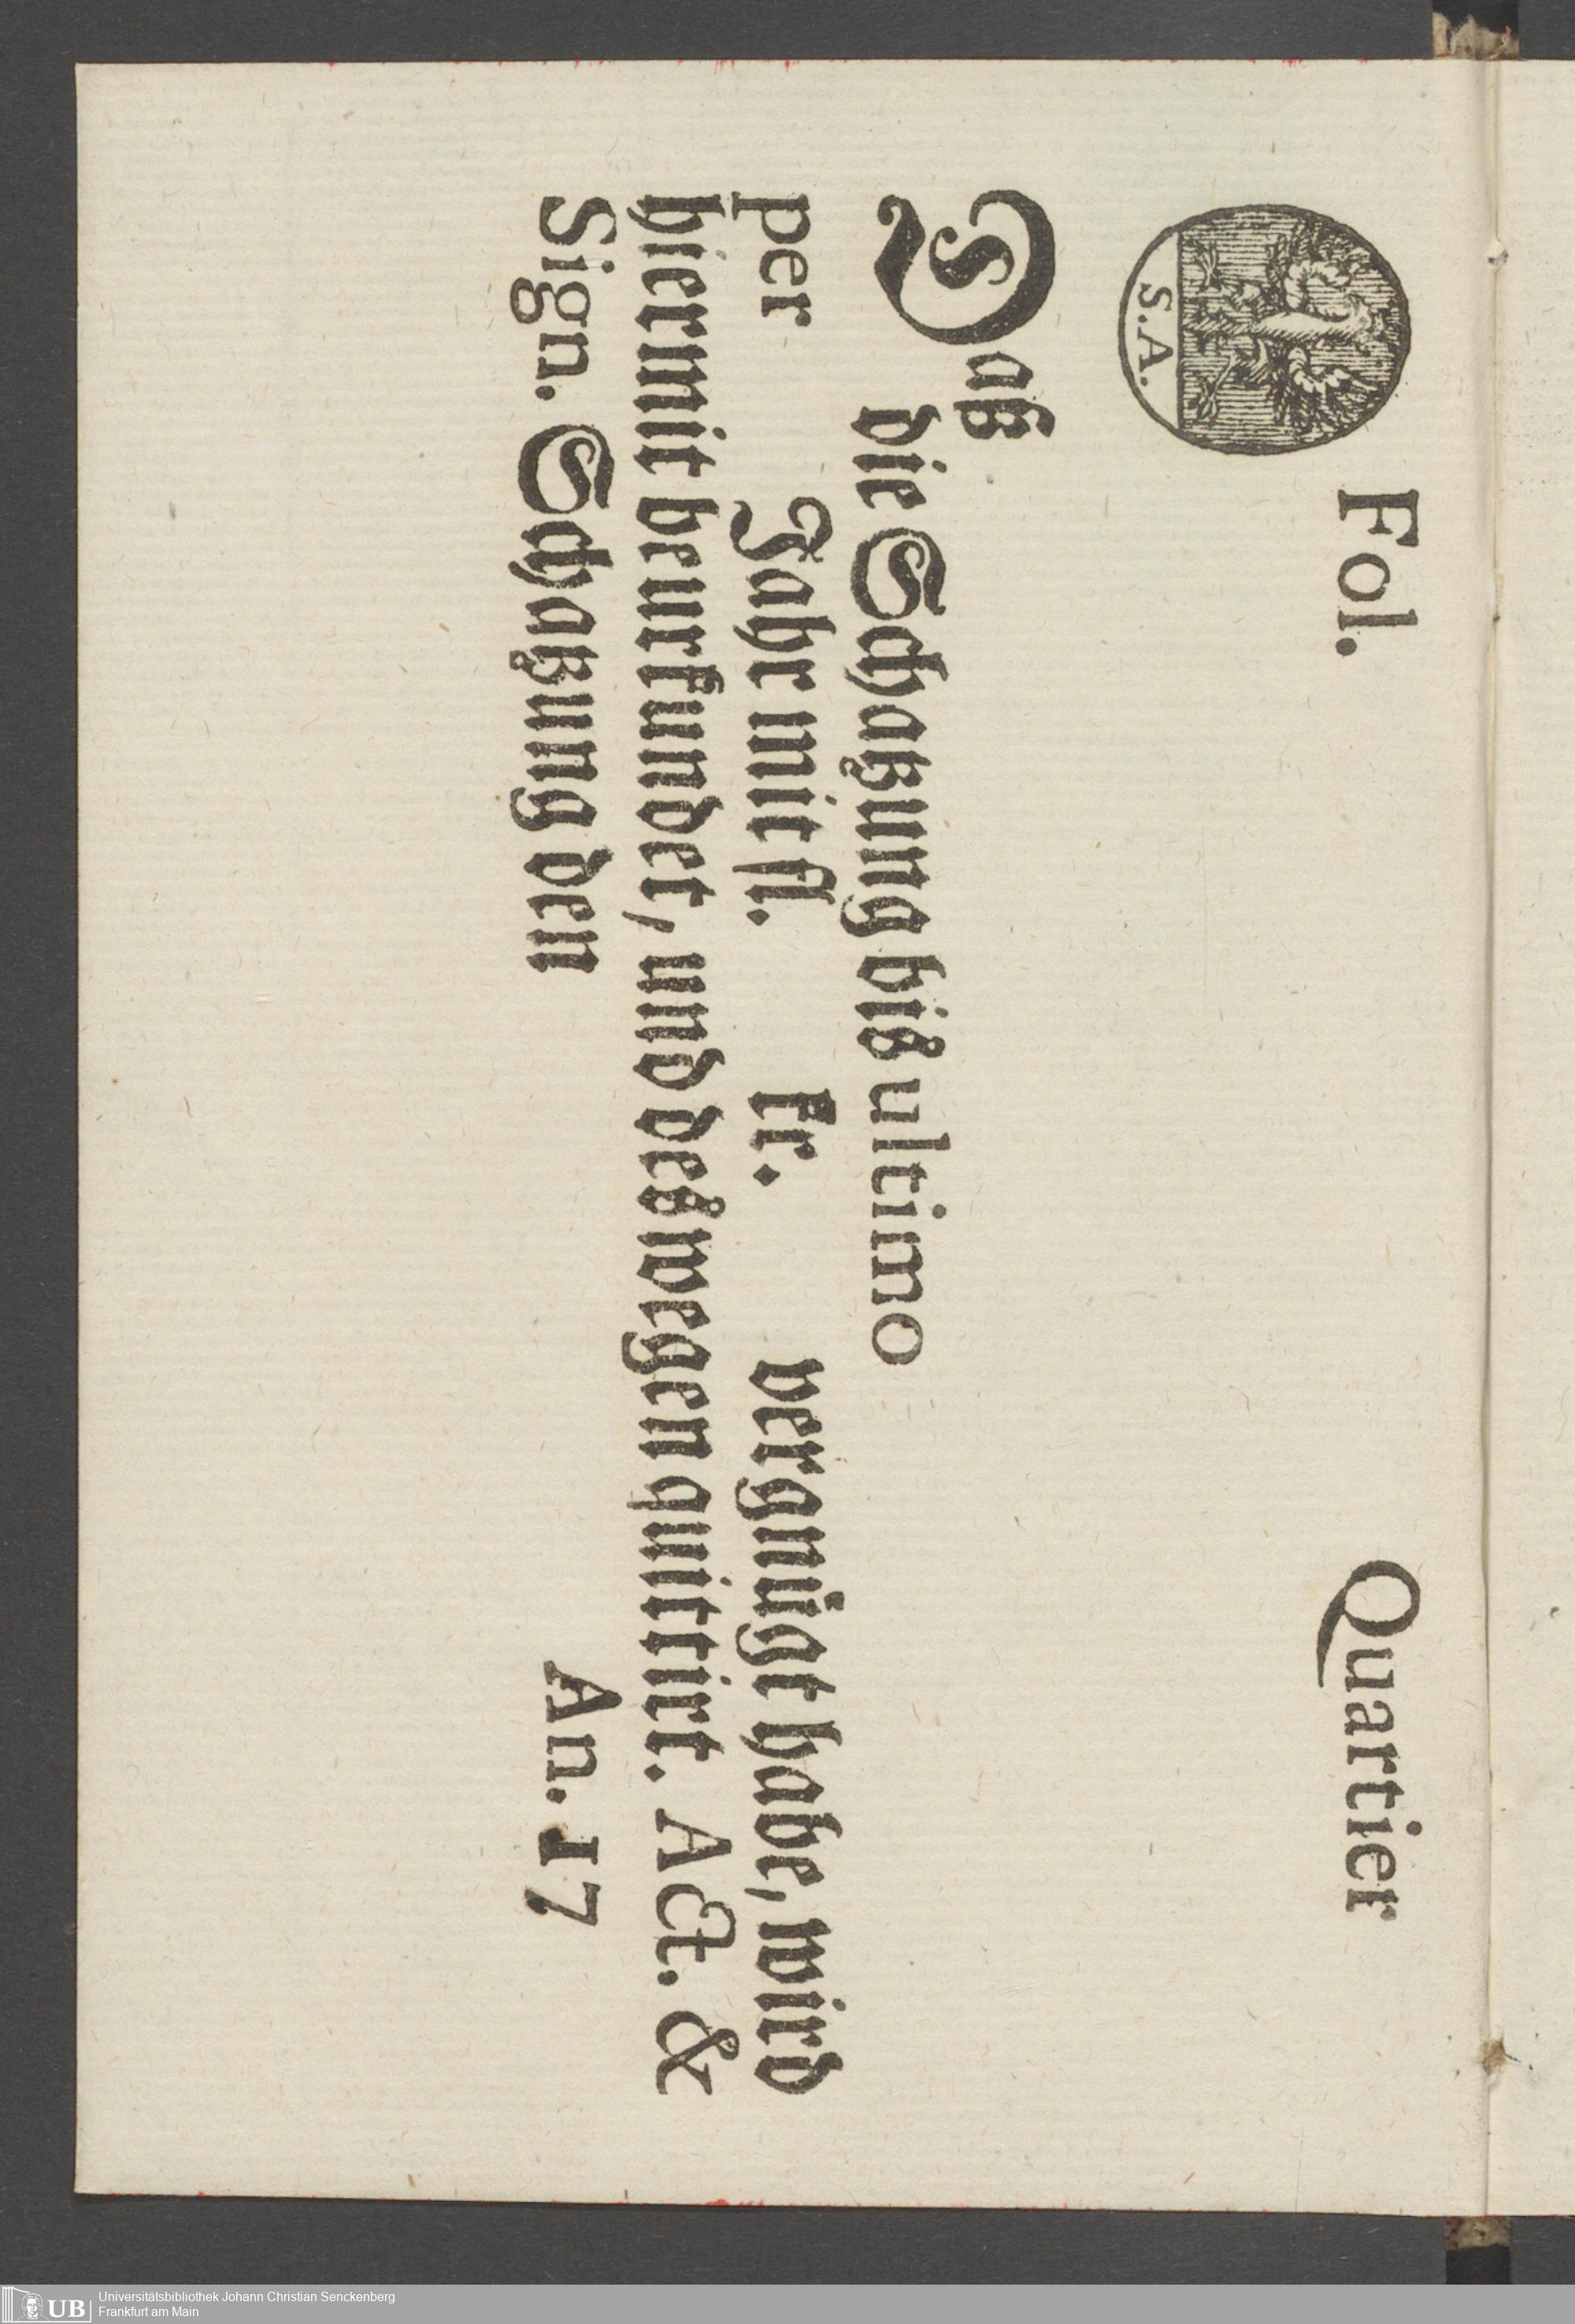 Fol. Quartier
S. A.
Daß
die Schatzung biß ultimo
per Jahr mit fl. kr. vergnügt habe, wird
hiermit beurkundet, und deßwegen quittirt. Act. &
Sign. Schatzung den An. 17
UB
Universitätsbibliothek Johann Christian Senckenberg
Frankfurt am Main